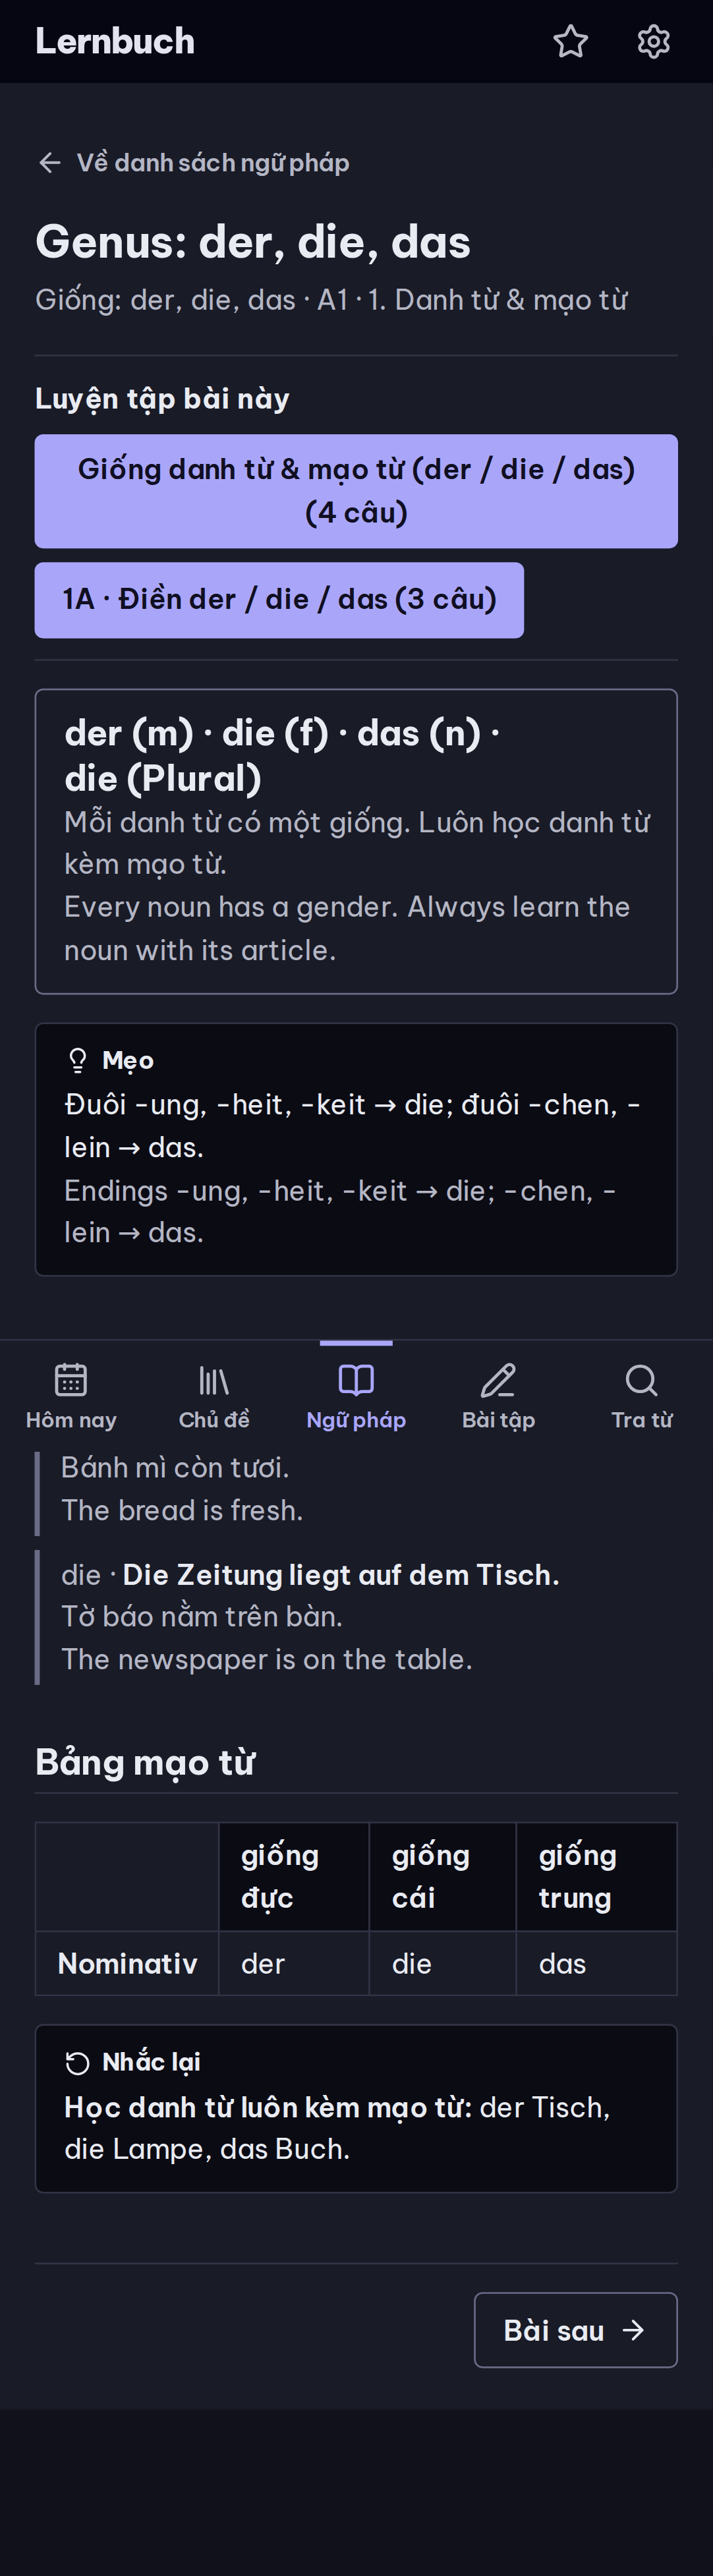 Lernbuch
Về danh sách ngữ pháp
Genus: der, die, das
Giống: der, die, das · A1 · 1. Danh từ & mạo từ
Luyện tập bài này
Giống danh từ & mạo từ (der / die / das)
(4 câu)
1A · Điền der / die / das (3 câu)
der (m) · die (f) · das (n) ·
die (Plural)
Mỗi danh từ có một giống. Luôn học danh từ
kèm mạo từ.
Every noun has a gender. Always learn the
noun with its article.
Mẹo
Đuôi -ung, -heit, -keit → die; đuôi -chen, -
lein → das.
Endings -ung, -heit, -keit → die; -chen, -
lein → das.
Hôm nay
Chủ đề
Ngữ pháp
Bài tập
Tra từ
Bánh mì còn tươi.
The bread is fresh.
die · Die Zeitung liegt auf dem Tisch.
Tờ báo nằm trên bàn.
The newspaper is on the table.
Bảng mạo từ
giống đực
giống cái
giống trung
Nominativ
der
die
das
Nhắc lại
Học danh từ luôn kèm mạo từ: der Tisch,
die Lampe, das Buch.
Bài sau →